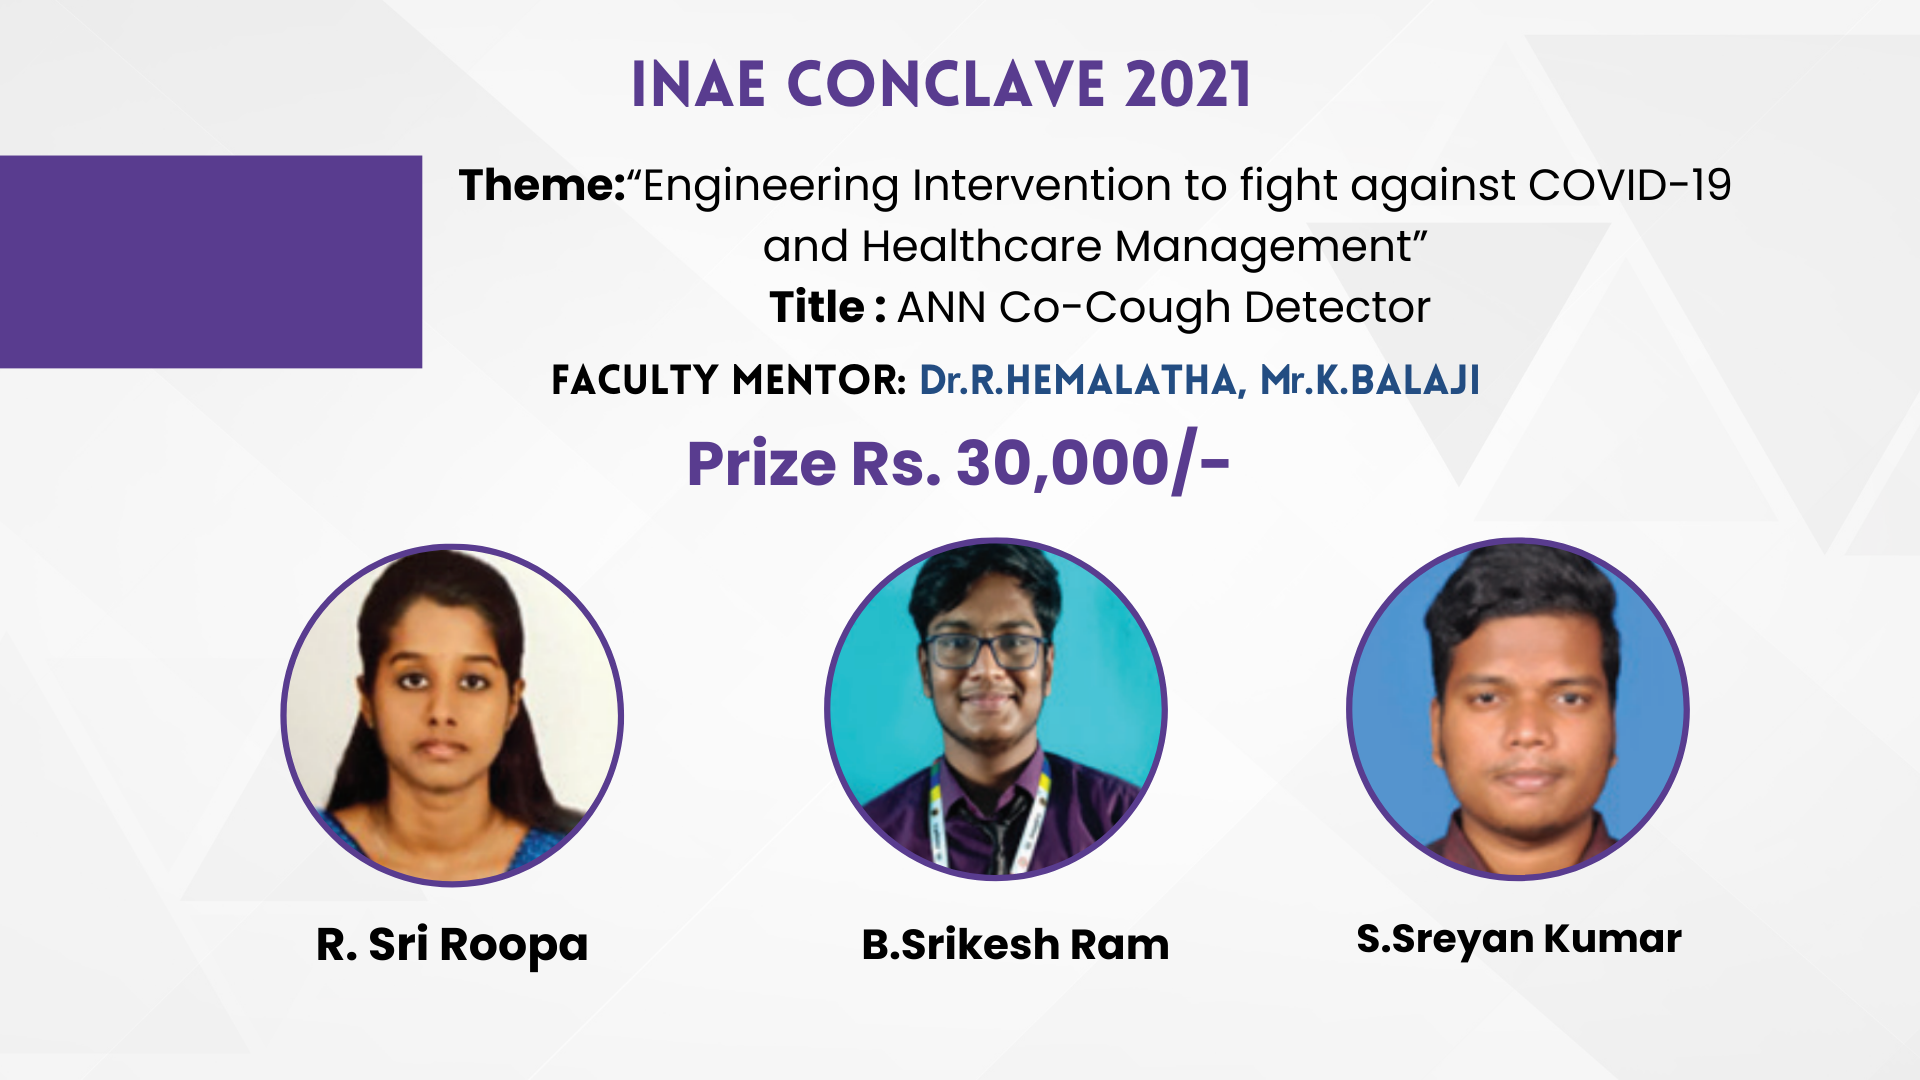 INAE CONCLAVE 2021
Theme:“Engineering Intervention to fight against COVID-19
and Healthcare Management”
Title : ANN Co-Cough Detector
FACULTY MENTOR: Dr.R.HEMALATHA, Mr.K.BALAJI
Prize Rs. 30,000/-
R. Sri Roopa
B.Srikesh Ram
S.Sreyan Kumar